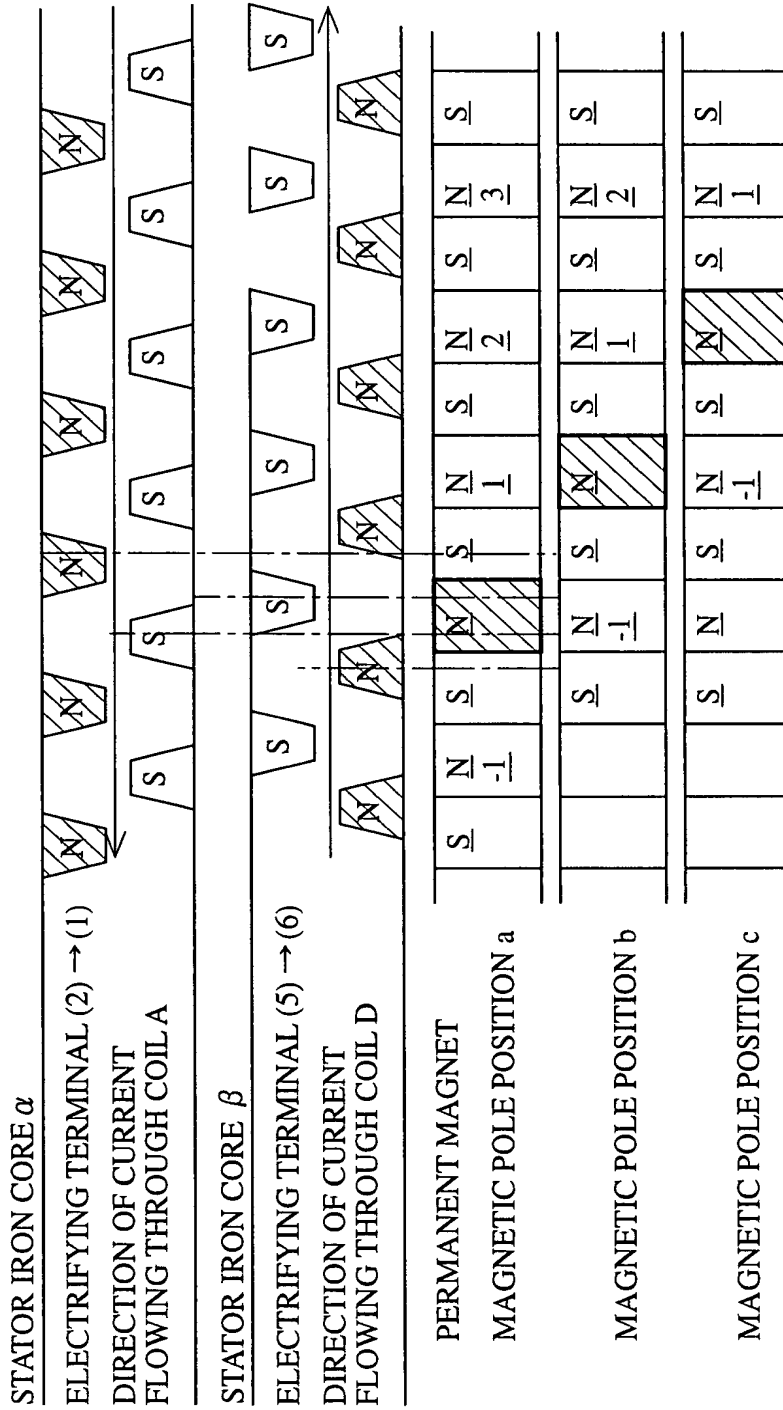 STATOR IRON CORE α
ELECTRIFYING TERMINAL (2) → (1)
N N N N N N
DIRECTION OF CURRENT
FLOWING THROUGH COIL A
S S S S S S
STATOR IRON CORE β
ELECTRIFYING TERMINAL (5) → (6)
S S S S S S
DIRECTION OF CURRENT
FLOWING THROUGH COIL D
N N N N N N
PERMANENT MAGNET
MAGNETIC POLE POSITION a
S N S N S N S N S N S
-1 1 2 3
MAGNETIC POLE POSITION b
S N S N S N S N S
-1 1 2
MAGNETIC POLE POSITION c
S N S N S N S N S
-1 1